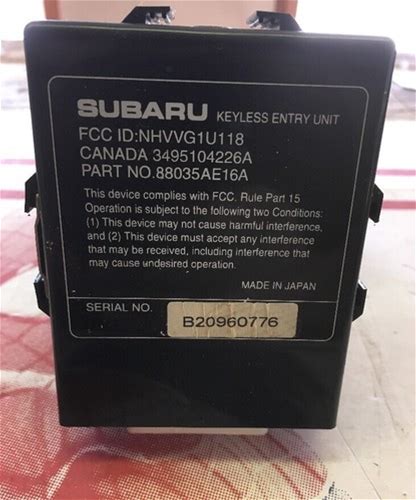 SUBARU KEYLESS ENTRY UNIT
FCC ID:NHVVG1U118
CANADA 3495104226A
PART NO.88035AE16A
This device complies with FCC. Rule Part 15
Operation is subject to the following two Conditions:
(1) This device may not cause harmful interference,
and (2) This device must accept any interference
that may be received, including interference that
may cause undesired operation.
MADE IN JAPAN
SERIAL NO. B20960776